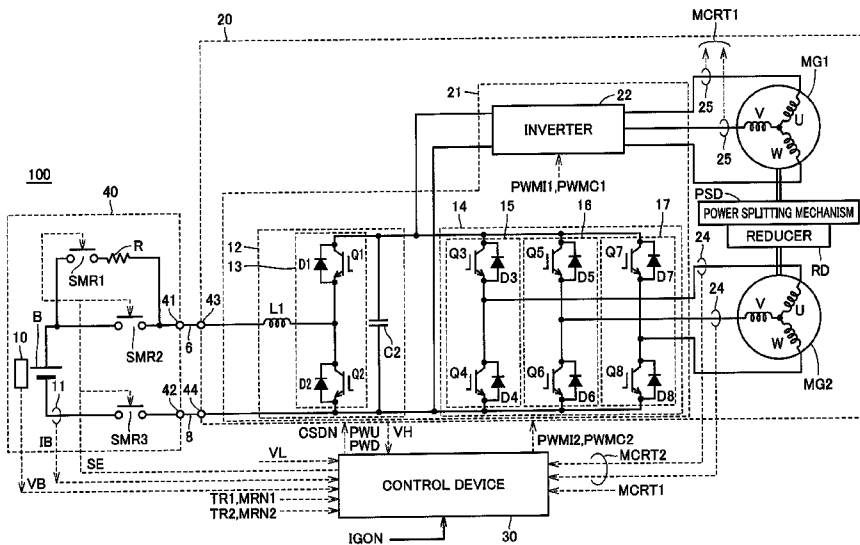 20
MCRT1
MG1
21
22
25
INVERTER
V
U
W
25
100
PWMI1,PWMC1
PSD
40
POWER SPLITTING MECHANISM
14
15
16
17
24
REDUCER
12
R
13
D1
Q1
Q3
D3
Q5
D5
Q7
D7
RD
SMR1
41
43
24
L1
V
U
10
B
SMR2
6
C2
W
11
D2
Q2
Q4
D4
Q6
D6
Q8
D8
MG2
42
44
IB
SMR3
8
CSDN
PWU
PWD
VH
PWMI2,PWMC2
VL
MCRT2
SE
VB
CONTROL DEVICE
MCRT1
TR1,MRN1
TR2,MRN2
30
IGON